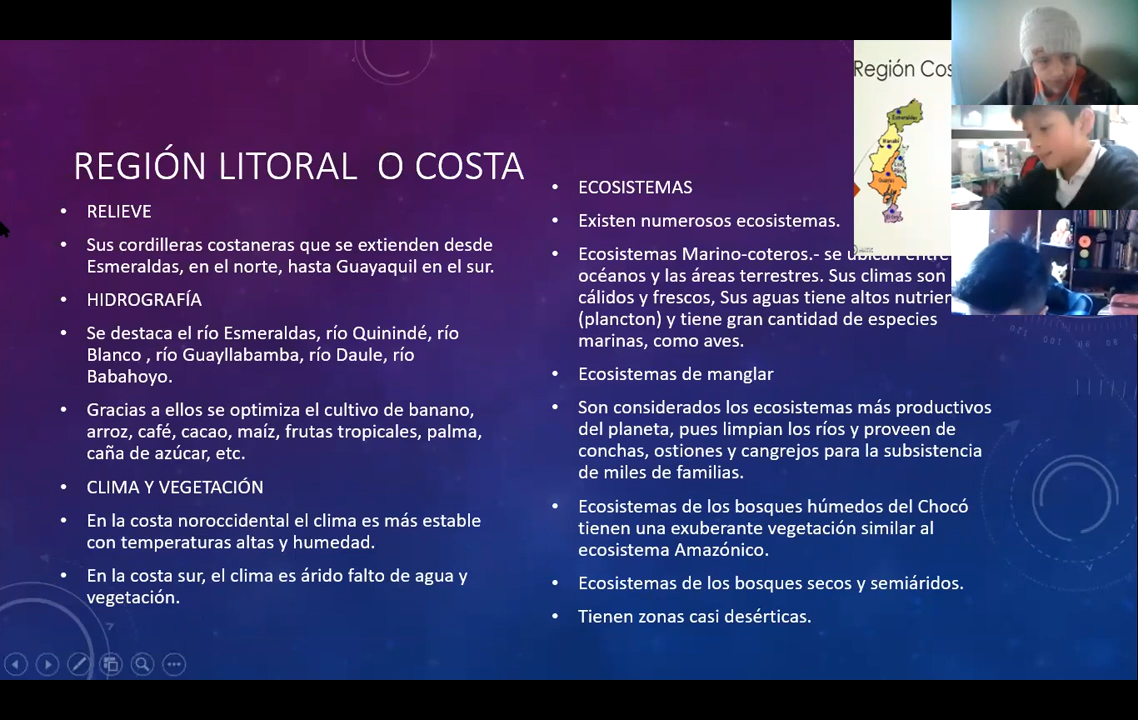 REGIÓN LITORAL  O COSTA
• RELIEVE
• Sus cordilleras costaneras que se extienden desde
Esmeraldas, en el norte, hasta Guayaquil en el sur.
• HIDROGRAFÍA
• Se destaca el río Esmeraldas, río Quinindé, río
Blanco , río Guayllabamba, río Daule, río
Babahoyo.
• Gracias a ellos se optimiza el cultivo de banano,
arroz, café, cacao, maíz, frutas tropicales, palma,
caña de azúcar, etc.
• CLIMA Y VEGETACIÓN
• En la costa noroccidental el clima es más estable
con temperaturas altas y humedad.
• En la costa sur, el clima es árido falto de agua y
vegetación.
• ECOSISTEMAS
• Existen numerosos ecosistemas.
• Ecosistemas Marino-coteros.- se ubican entre
océanos y las áreas terrestres. Sus climas son
cálidos y frescos, Sus aguas tiene altos nutrien
(plancton) y tiene gran cantidad de especies
marinas, como aves.
• Ecosistemas de manglar
• Son considerados los ecosistemas más productivos
del planeta, pues limpian los ríos y proveen de
conchas, ostiones y cangrejos para la subsistencia
de miles de familias.
• Ecosistemas de los bosques húmedos del Chocó
tienen una exuberante vegetación similar al
ecosistema Amazónico.
• Ecosistemas de los bosques secos y semiáridos.
• Tienen zonas casi desérticas.
Región Cos
Esmeraldas
Manabí